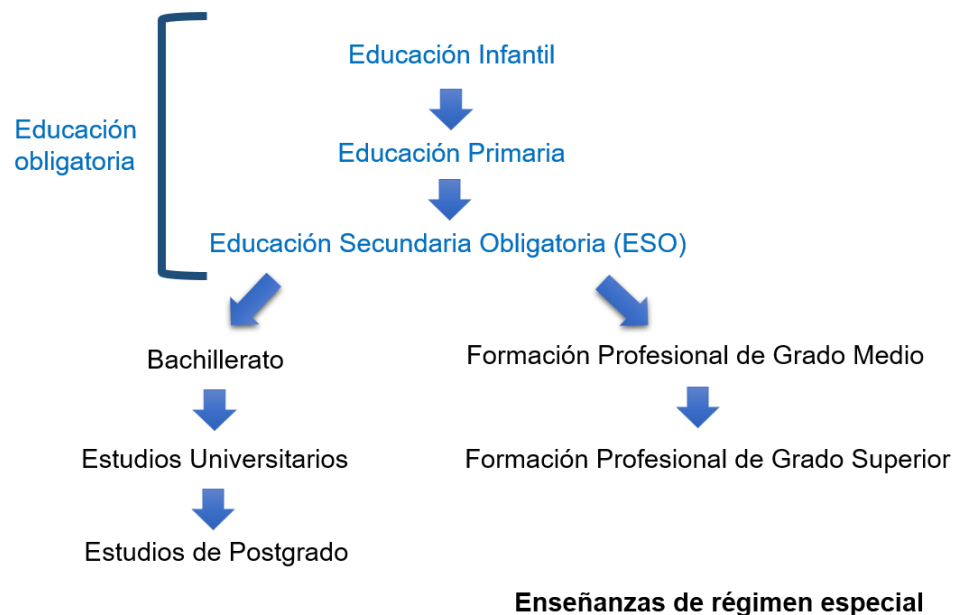 Educación Infantil
Educación
obligatoria
Educación Primaria
Educación Secundaria Obligatoria (ESO)
Bachillerato
Formación Profesional de Grado Medio
Estudios Universitarios
Formación Profesional de Grado Superior
Estudios de Postgrado
Enseñanzas de régimen especial